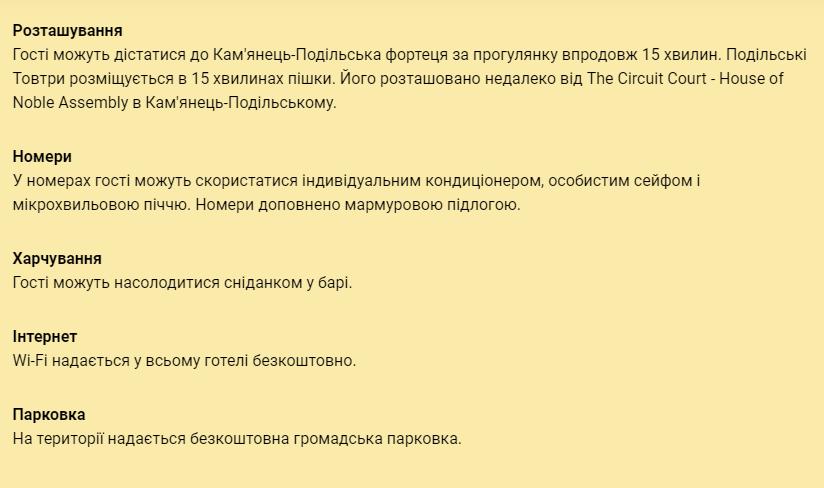 Розташування
Гості можуть дістатися до Кам'янець-Подільська фортеця за прогулянку впродовж 15 хвилин. Подільські
Товтри розміщується в 15 хвилинах пішки. Його розташовано недалеко від The Circuit Court - House of
Noble Assembly в Кам'янець-Подільському.
Номери
У номерах гості можуть скористатися індивідуальним кондиціонером, особистим сейфом і
мікрохвильовою піччю. Номери доповнено мармуровою підлогою.
Харчування
Гості можуть насолодитися сніданком у барі.
Інтернет
Wi-Fi надається у всьому готелі безкоштовно.
Парковка
На території надається безкоштовна громадська парковка.